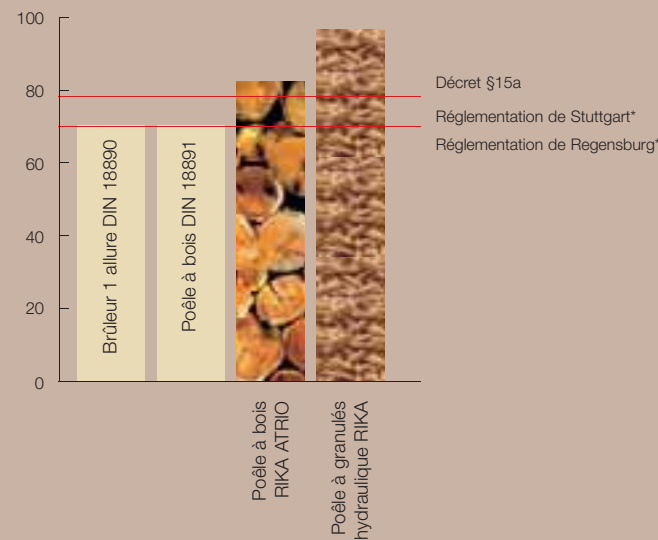 100
80
60
40
20
0
Décret §15a
Réglementation de Stuttgart*
Réglementation de Regensburg*
Brûleur 1 allure DIN 18890
Poêle à bois DIN 18891
Poêle à bois
RIKA ATRIO
Poêle à granulés
hydraulique RIKA